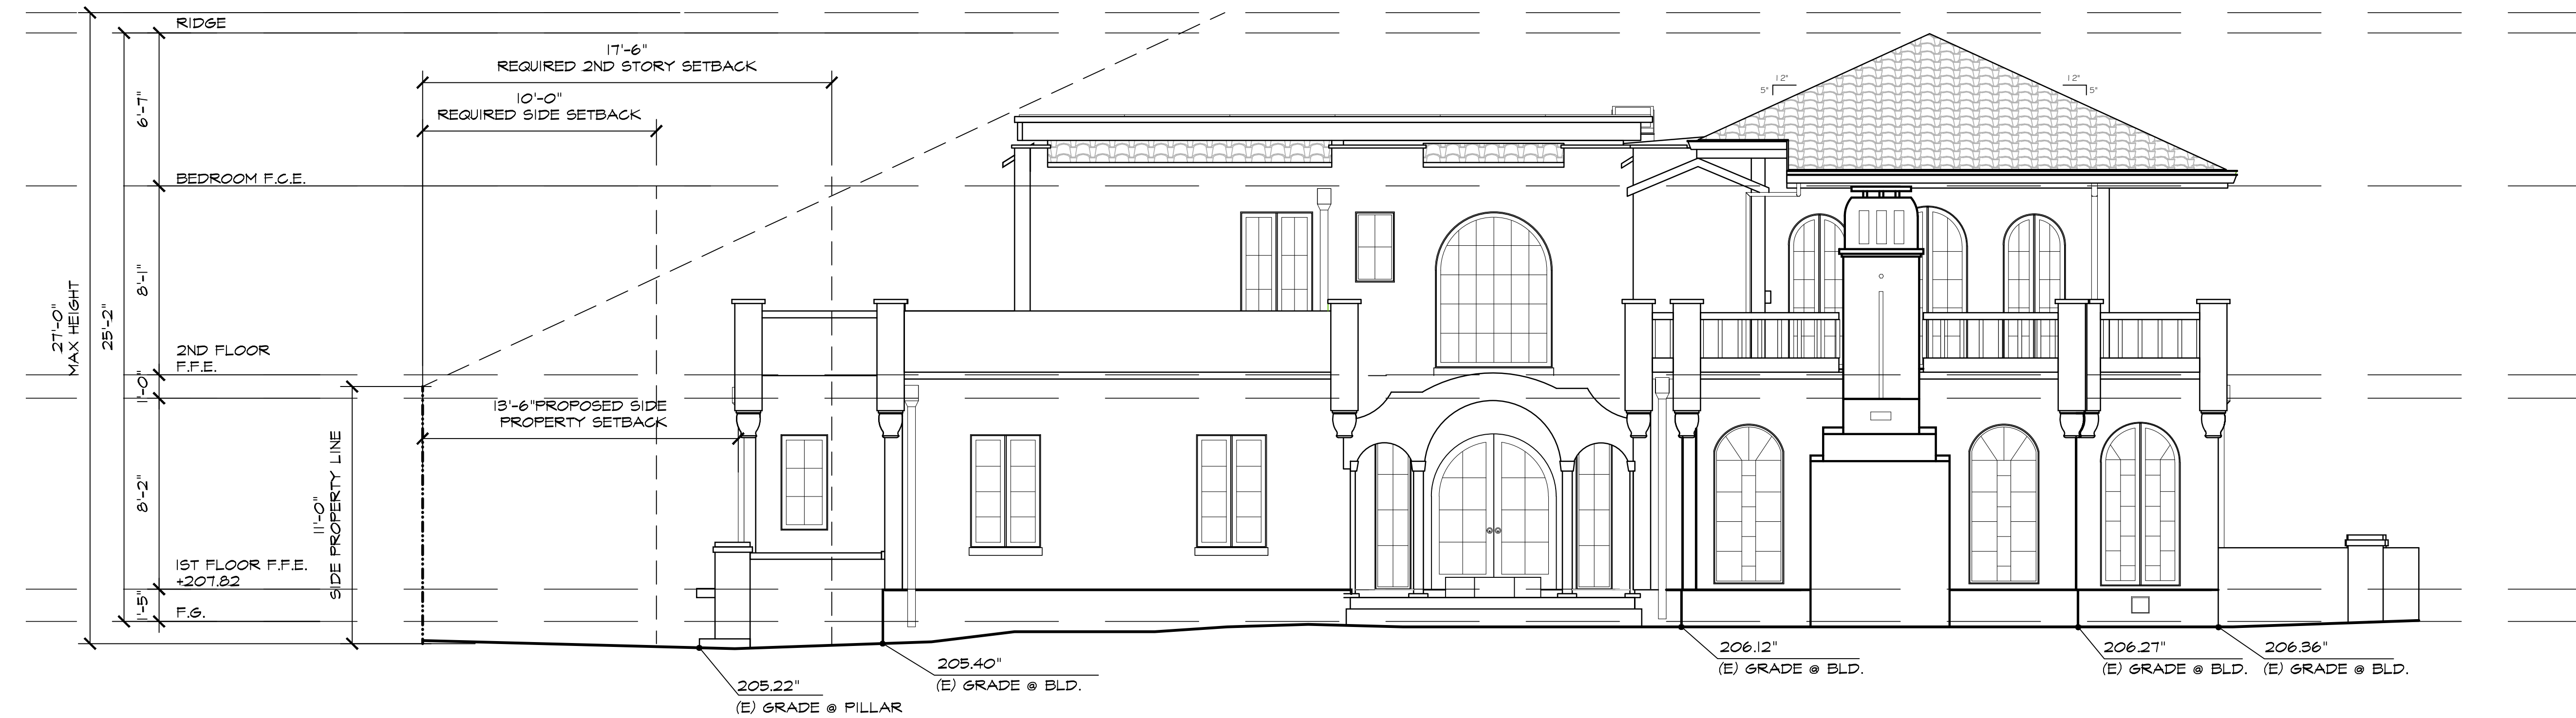 RIDGE
17'-6"
REQUIRED 2ND STORY SETBACK
10'-0"
REQUIRED SIDE SETBACK
6'-7"
12"
5"
12"
5"
BEDROOM F.C.E.
8'-1"
27'-0"
MAX HEIGHT
25'-2"
2ND FLOOR
F.F.E.
1'-0"
13'-6"PROPOSED SIDE
PROPERTY SETBACK
8'-2"
11'-0"
SIDE PROPERTY LINE
1ST FLOOR F.F.E.
+207.82
1'-5"
F.G.
205.22"
(E) GRADE @ PILLAR
205.40"
(E) GRADE @ BLD.
206.12"
(E) GRADE @ BLD.
206.27"
(E) GRADE @ BLD.
206.36"
(E) GRADE @ BLD.